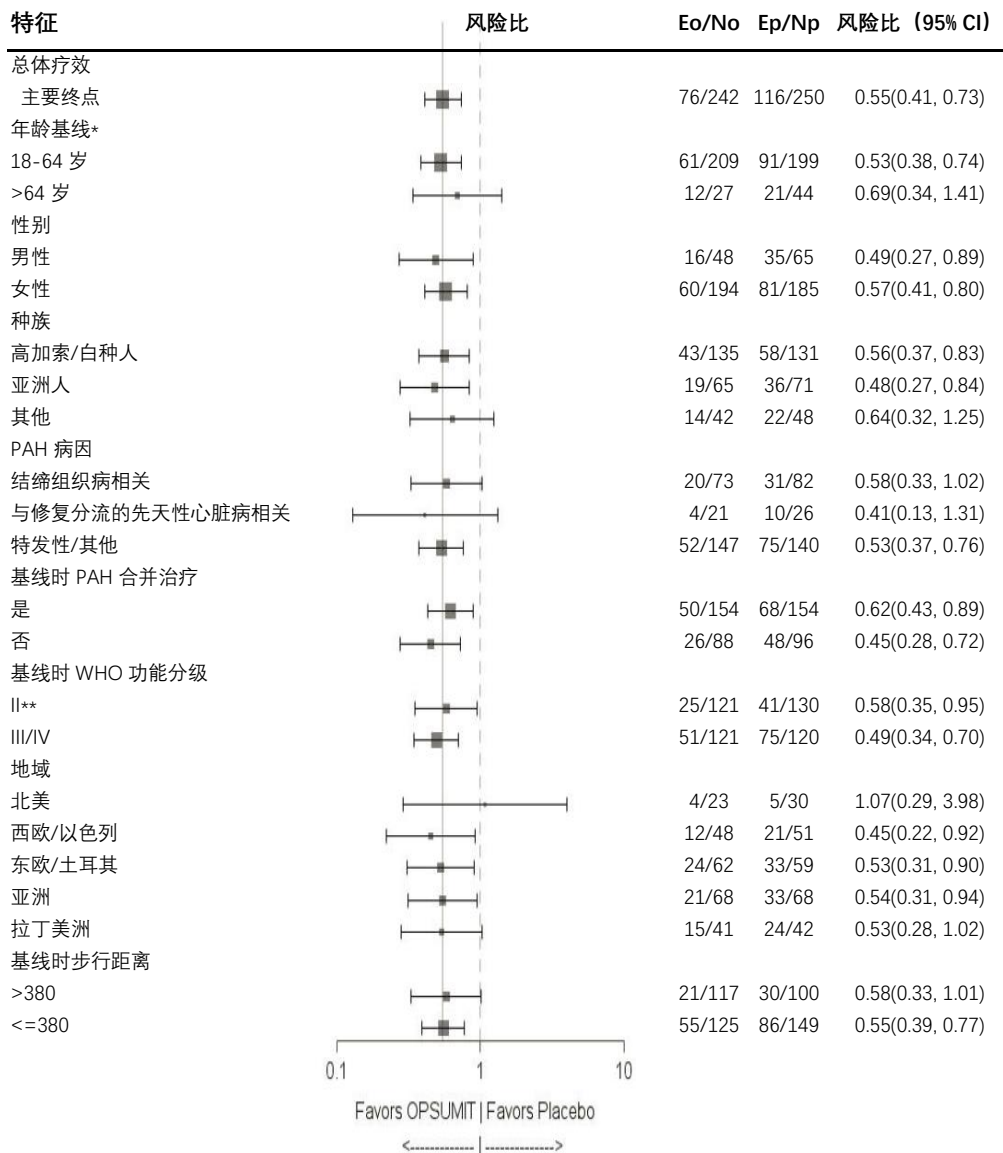 特征 风险比 Eo/No Ep/Np 风险比（95% CI）
总体疗效
主要终点 76/242 116/250 0.55(0.41, 0.73)
年龄基线*
18-64 岁 61/209 91/199 0.53(0.38, 0.74)
>64 岁 12/27 21/44 0.69(0.34, 1.41)
性别
男性 16/48 35/65 0.49(0.27, 0.89)
女性 60/194 81/185 0.57(0.41, 0.80)
种族
高加索/白种人 43/135 58/131 0.56(0.37, 0.83)
亚洲人 19/65 36/71 0.48(0.27, 0.84)
其他 14/42 22/48 0.64(0.32, 1.25)
PAH 病因
结缔组织病相关 20/73 31/82 0.58(0.33, 1.02)
与修复分流的先天性心脏病相关 4/21 10/26 0.41(0.13, 1.31)
特发性/其他 52/147 75/140 0.53(0.37, 0.76)
基线时 PAH 合并治疗
是 50/154 68/154 0.62(0.43, 0.89)
否 26/88 48/96 0.45(0.28, 0.72)
基线时 WHO 功能分级
II** 25/121 41/130 0.58(0.35, 0.95)
III/IV 51/121 75/120 0.49(0.34, 0.70)
地域
北美 4/23 5/30 1.07(0.29, 3.98)
西欧/以色列 12/48 21/51 0.45(0.22, 0.92)
东欧/土耳其 24/62 33/59 0.53(0.31, 0.90)
亚洲 21/68 33/68 0.54(0.31, 0.94)
拉丁美洲 15/41 24/42 0.53(0.28, 1.02)
基线时步行距离
>380 21/117 30/100 0.58(0.33, 1.01)
<=380 55/125 86/149 0.55(0.39, 0.77)
0.1 1 10
Favors OPSUMIT | Favors Placebo
<------------- | ------------->